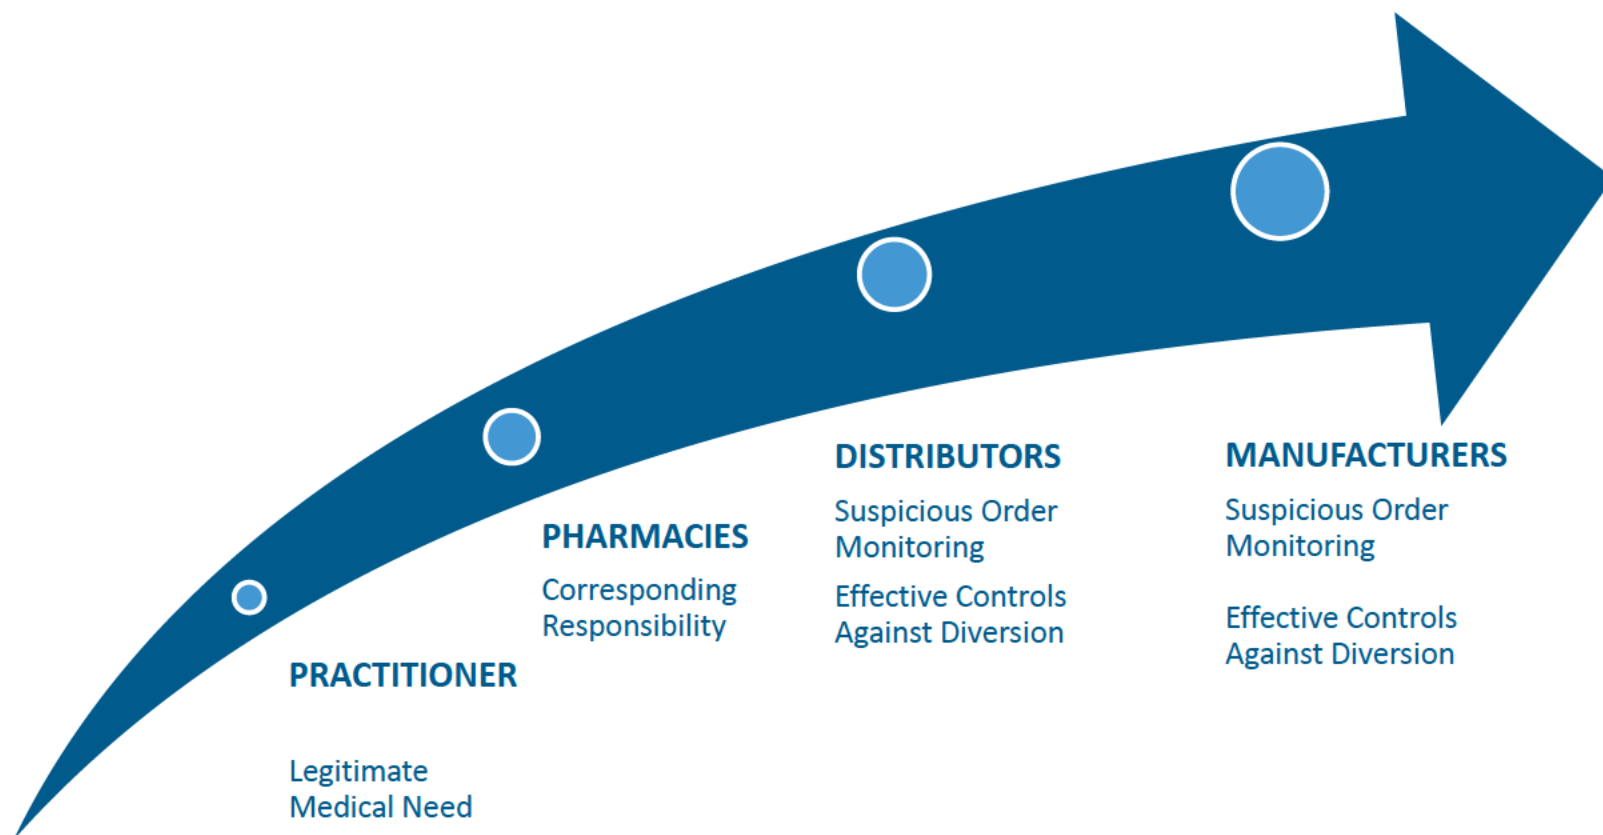 PRACTITIONER
Legitimate
Medical Need
PHARMACIES
Corresponding
Responsibility
DISTRIBUTORS
Suspicious Order
Monitoring
Effective Controls
Against Diversion
MANUFACTURERS
Suspicious Order
Monitoring
Effective Controls
Against Diversion